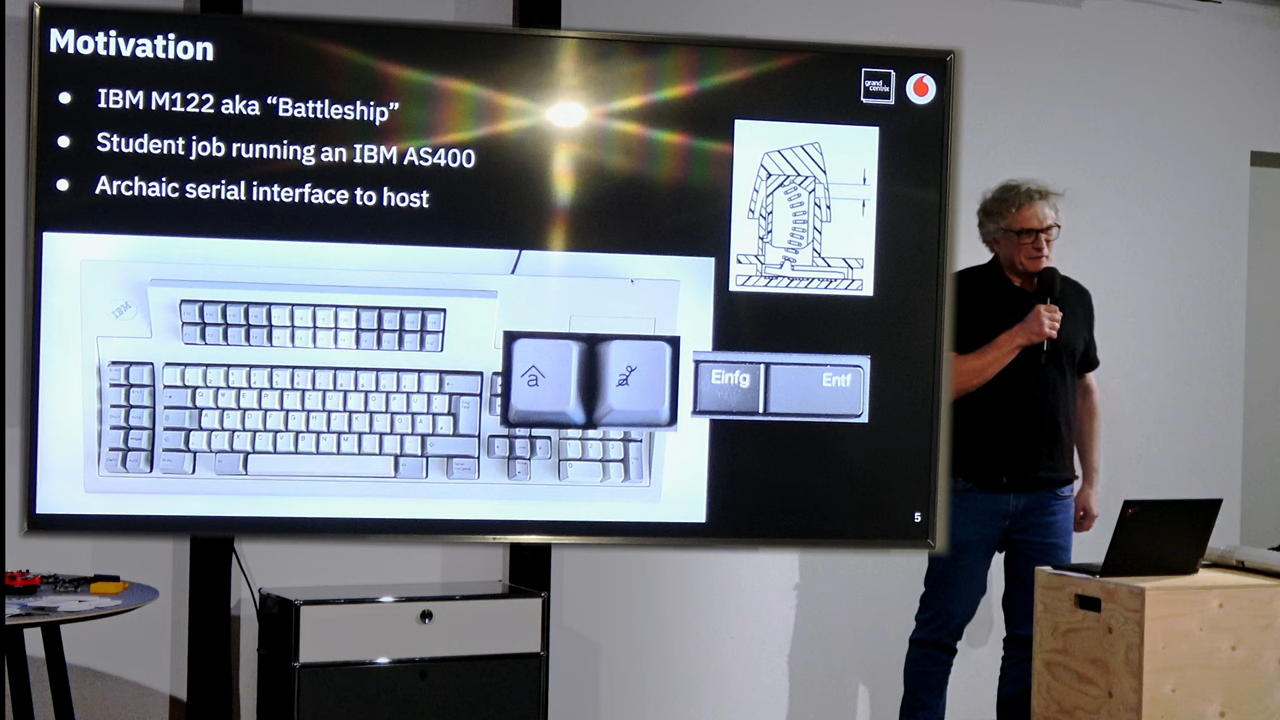 Motivation
IBM M122 aka “Battleship”
Student job running an IBM AS400
Archaic serial interface to host
grand
centrix
IBM
â
a
Einfg
Entf
5